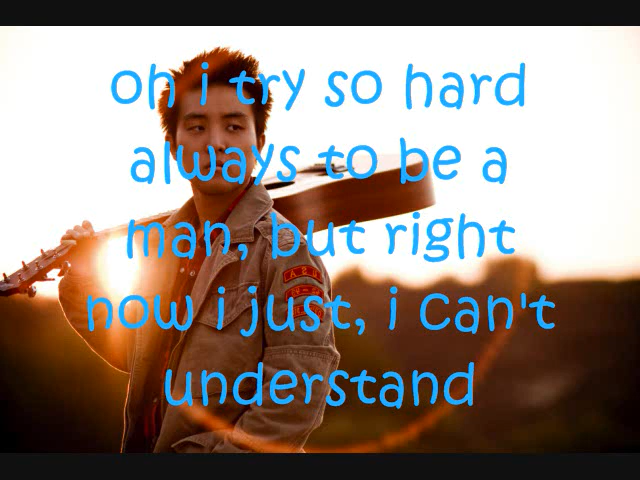 oh i try so hard
always to be a
man, but right
now i just, i can't
understand